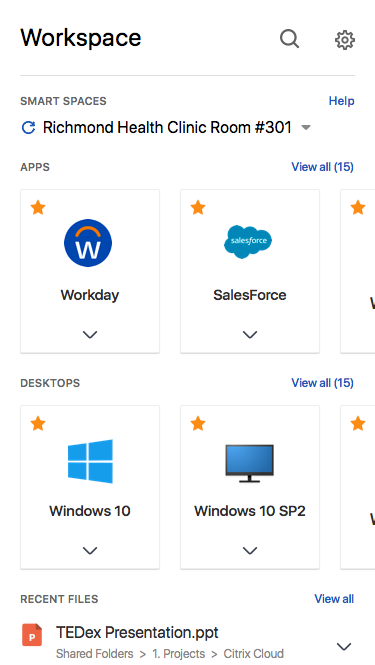 Workspace
SMART SPACES Help
Richmond Health Clinic Room #301
APPS View all (15)
W salesforce
Workday SalesForce
DESKTOPS View all (15)
Windows 10 Windows 10 SP2
RECENT FILES View all
P TEDex Presentation.ppt
Shared Folders > 1. Projects > Citrix Cloud